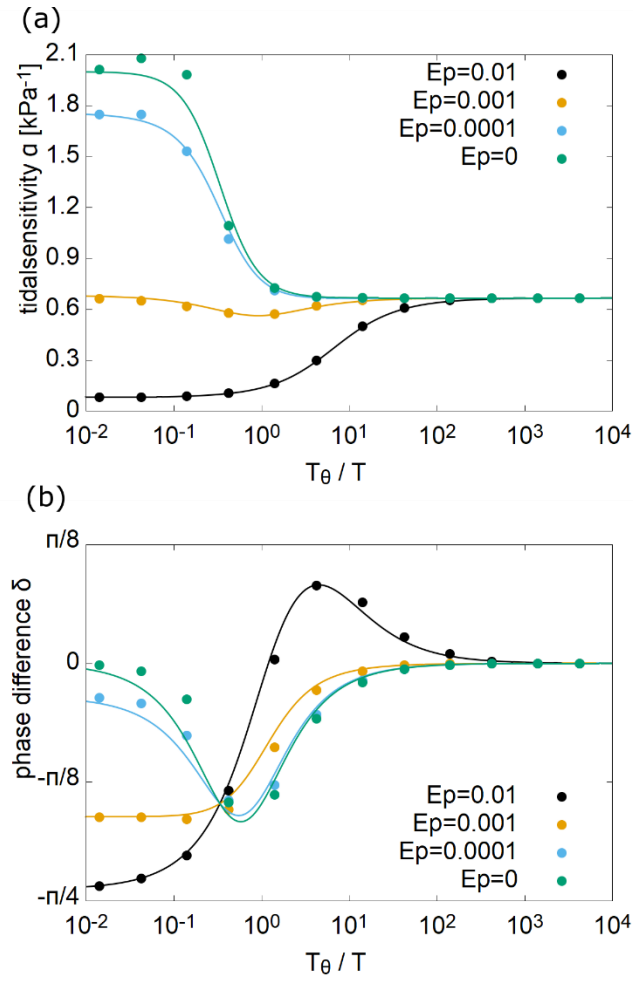 (a)
tidalsensitivity α [kPa⁻¹]
2.1
1.8
1.5
1.2
0.9
0.6
0.3
0
Ep=0.01
Ep=0.001
Ep=0.0001
Ep=0
10⁻² 10⁻¹ 10⁰ 10¹ 10² 10³ 10⁴
T_θ / T
(b)
phase difference δ
π/8
0
-π/8
-π/4
Ep=0.01
Ep=0.001
Ep=0.0001
Ep=0
10⁻² 10⁻¹ 10⁰ 10¹ 10² 10³ 10⁴
T_θ / T